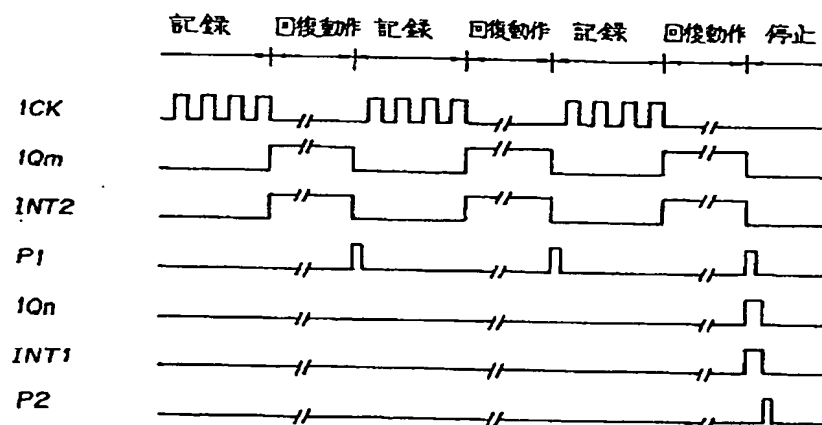 記録 回復動作 記録 回復動作 記録 回復動作 停止
1CK
1Qm
INT2
P1
1Qn
INT1
P2